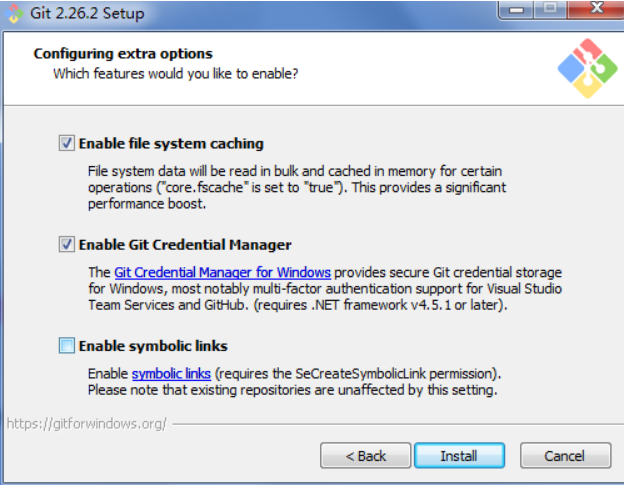 Git 2.26.2 Setup
Configuring extra options
Which features would you like to enable?
Enable file system caching
File system data will be read in bulk and cached in memory for certain
operations ("core.fscache" is set to "true"). This provides a significant
performance boost.
Enable Git Credential Manager
The Git Credential Manager for Windows provides secure Git credential storage
for Windows, most notably multi-factor authentication support for Visual Studio
Team Services and GitHub. (requires .NET framework v4.5.1 or later).
Enable symbolic links
Enable symbolic links (requires the SeCreateSymbolicLink permission).
Please note that existing repositories are unaffected by this setting.
https://gitforwindows.org/
< Back Install Cancel